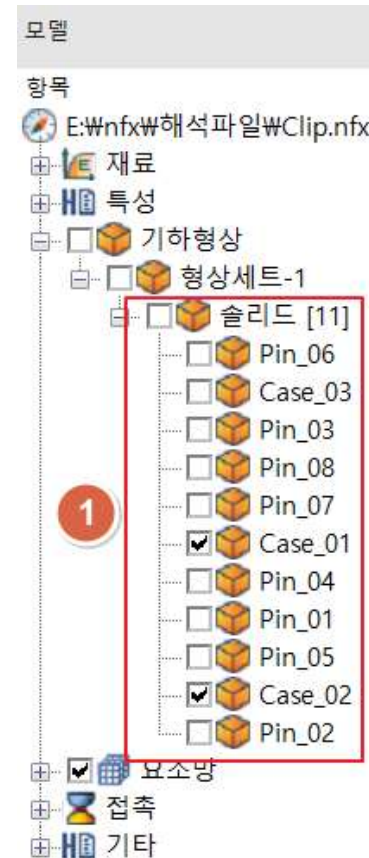 모델
항목
E:₩nfx₩해석파일₩Clip.nfx
재료
특성
기하형상
형상세트-1
솔리드 [11]
Pin_06
Case_03
Pin_03
Pin_08
Pin_07
1
Case_01
Pin_04
Pin_01
Pin_05
Case_02
Pin_02
요소망
접촉
기타